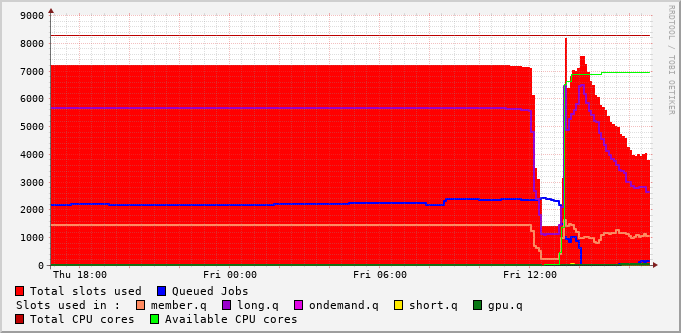 RRDTOOL / TOBI OETIKER
9000
8000
7000
6000
5000
4000
3000
2000
1000
0
Thu 18:00 Fri 00:00 Fri 06:00 Fri 12:00
Total slots used Queued Jobs
Slots used in : member.q long.q ondemand.q short.q gpu.q
Total CPU cores Available CPU cores